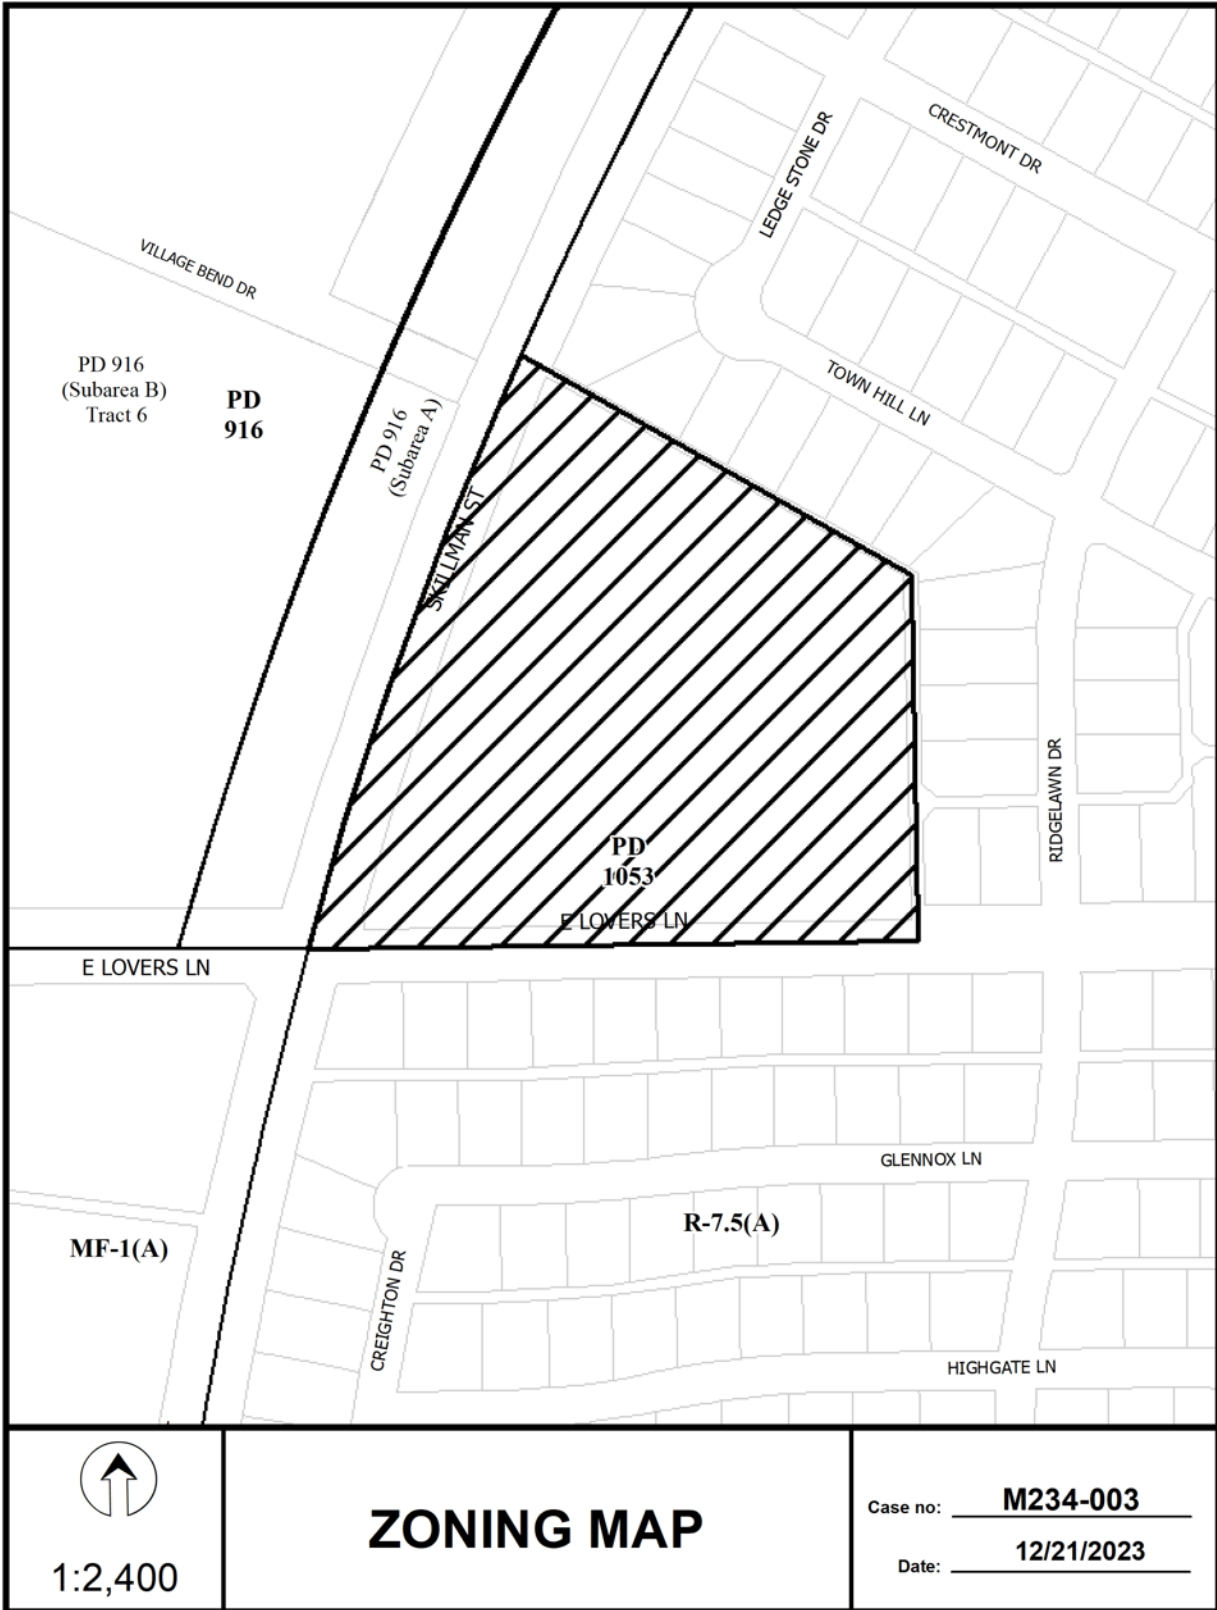 CRESTMONT DR
LEDGE STONE DR
VILLAGE BEND DR
PD 916
(Subarea B)
Tract 6
PD
916
PD 916
(Subarea A)
TOWN HILL LN
SKILLMAN ST
RIDGELAWN DR
PD
1053
E LOVERS LN
E LOVERS LN
GLENNOX LN
R-7.5(A)
MF-1(A)
CREIGHTON DR
HIGHGATE LN
1:2,400
ZONING MAP
Case no: M234-003
Date: 12/21/2023